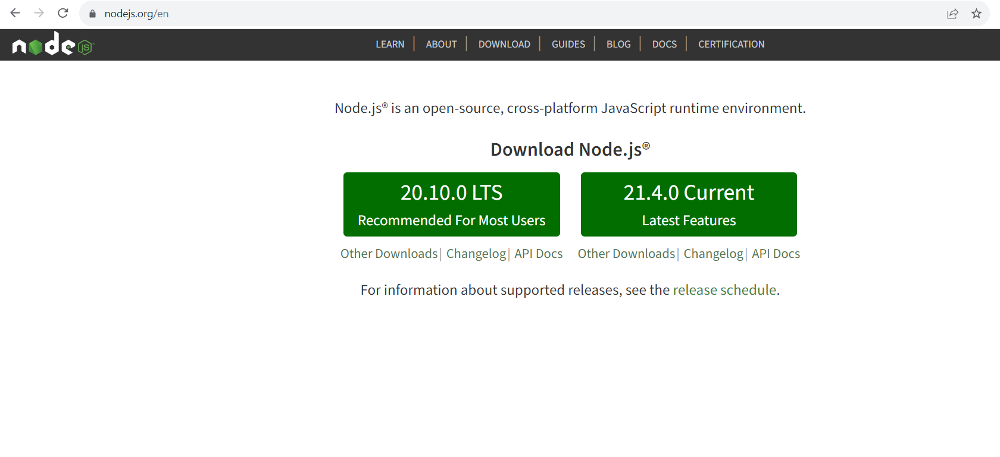 nodejs.org/en
node JS®
LEARN | ABOUT | DOWNLOAD | GUIDES | BLOG | DOCS | CERTIFICATION
Node.js® is an open-source, cross-platform JavaScript runtime environment.
Download Node.js®
20.10.0 LTS
Recommended For Most Users
21.4.0 Current
Latest Features
Other Downloads | Changelog | API Docs
Other Downloads | Changelog | API Docs
For information about supported releases, see the release schedule.